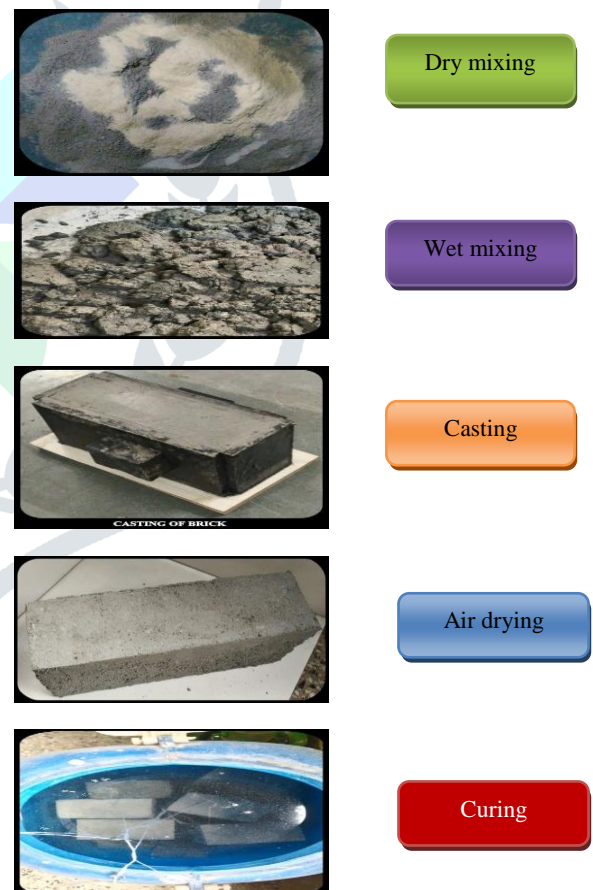 Dry mixing
Wet mixing
Casting
CASTING OF BRICK
Air drying
Curing